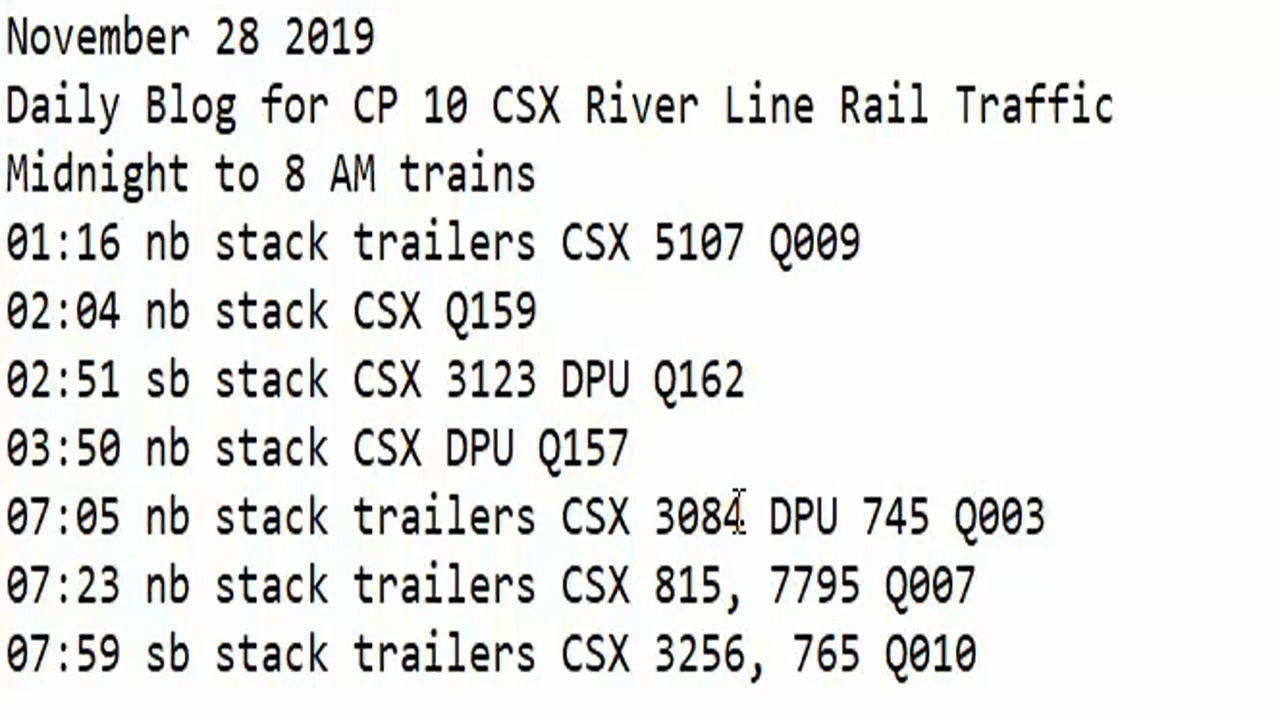 November 28 2019
Daily Blog for CP 10 CSX River Line Rail Traffic
Midnight to 8 AM trains
01:16 nb stack trailers CSX 5107 Q009
02:04 nb stack CSX Q159
02:51 sb stack CSX 3123 DPU Q162
03:50 nb stack CSX DPU Q157
07:05 nb stack trailers CSX 3084 DPU 745 Q003
07:23 nb stack trailers CSX 815, 7795 Q007
07:59 sb stack trailers CSX 3256, 765 Q010